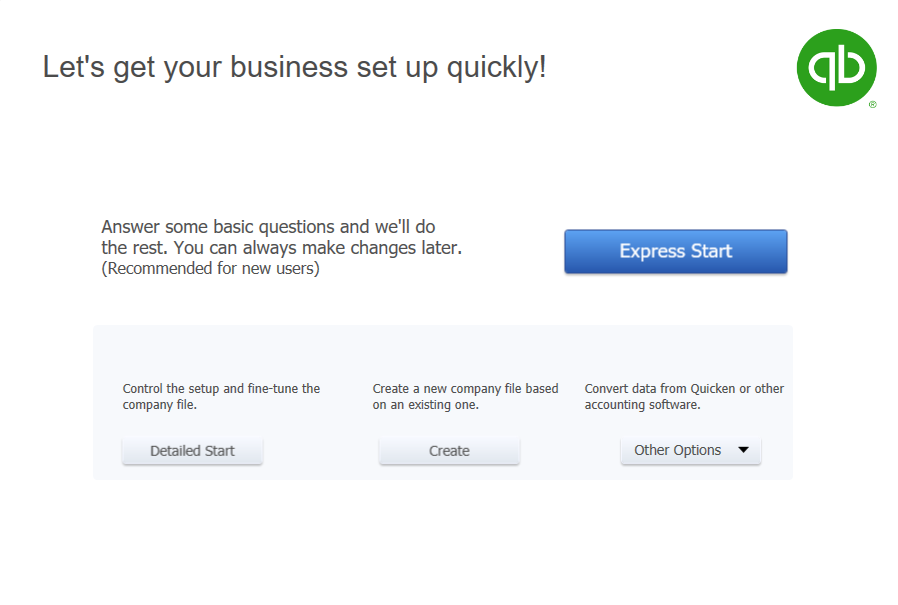 Let's get your business set up quickly!
qb
®
Answer some basic questions and we'll do
the rest. You can always make changes later.
(Recommended for new users)
Express Start
Control the setup and fine-tune the
company file.
Detailed Start
Create a new company file based
on an existing one.
Create
Convert data from Quicken or other
accounting software.
Other Options